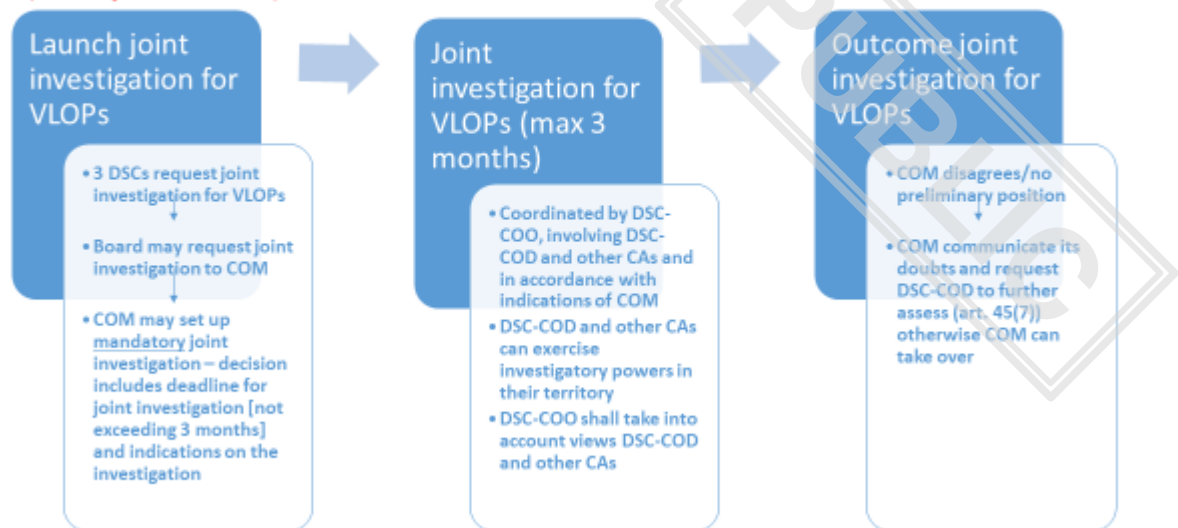 Launch joint
investigation for
VLOPs
• 3 DSCs request joint
investigation for VLOPs
• Board may request joint
investigation to COM
• COM may set up
mandatory joint
investigation – decision
includes deadline for
joint investigation [not
exceeding 3 months]
and indications on the
investigation
Joint
investigation for
VLOPs (max 3
months)
• Coordinated by DSC-
COO, involving DSC-
COD and other CAs and
in accordance with
indications of COM
• DSC-COD and other CAs
can exercise
investigatory powers in
their territory
• DSC-COO shall take into
account views DSC-COD
and other CAs
Outcome joint
investigation for
VLOPs
• COM disagrees/no
preliminary position
• COM communicate its
doubts and request
DSC-COD to further
assess (art. 45(7))
otherwise COM can
take over
PUBLIC